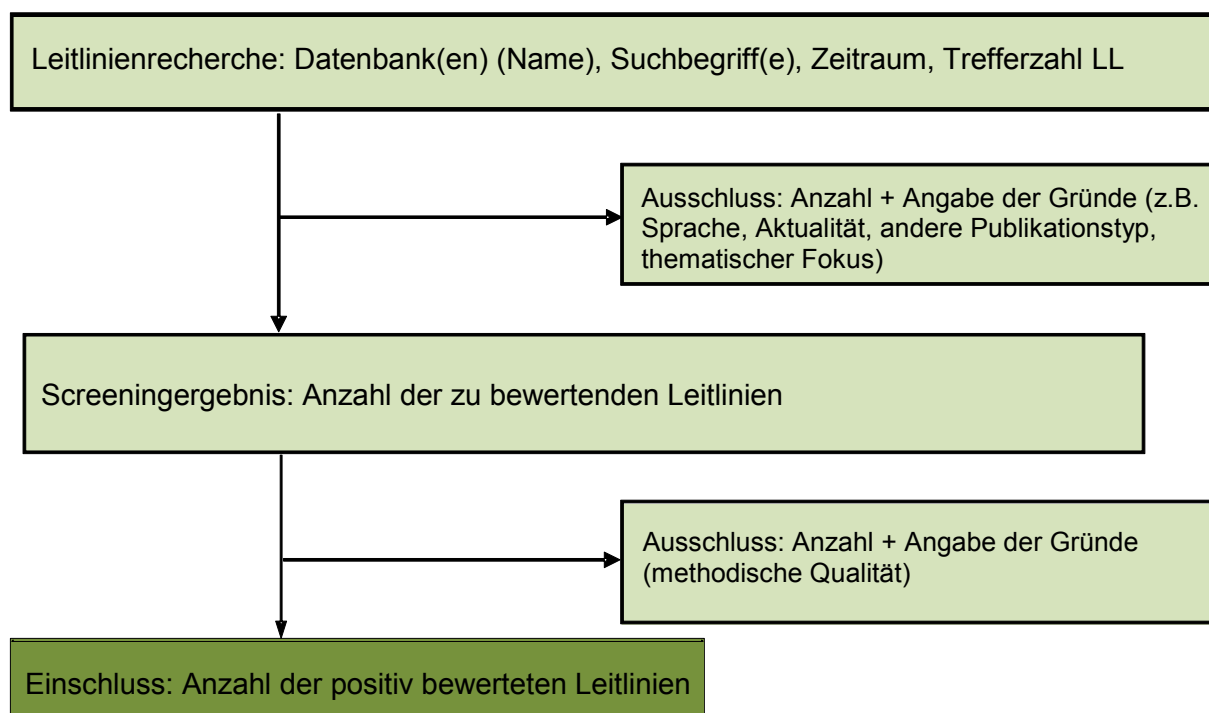 Leitlinienrecherche: Datenbank(en) (Name), Suchbegriff(e), Zeitraum, Trefferzahl LL
Ausschluss: Anzahl + Angabe der Gründe (z.B.
Sprache, Aktualität, andere Publikationstyp,
thematischer Fokus)
Screeningergebnis: Anzahl der zu bewertenden Leitlinien
Ausschluss: Anzahl + Angabe der Gründe
(methodische Qualität)
Einschluss: Anzahl der positiv bewerteten Leitlinien